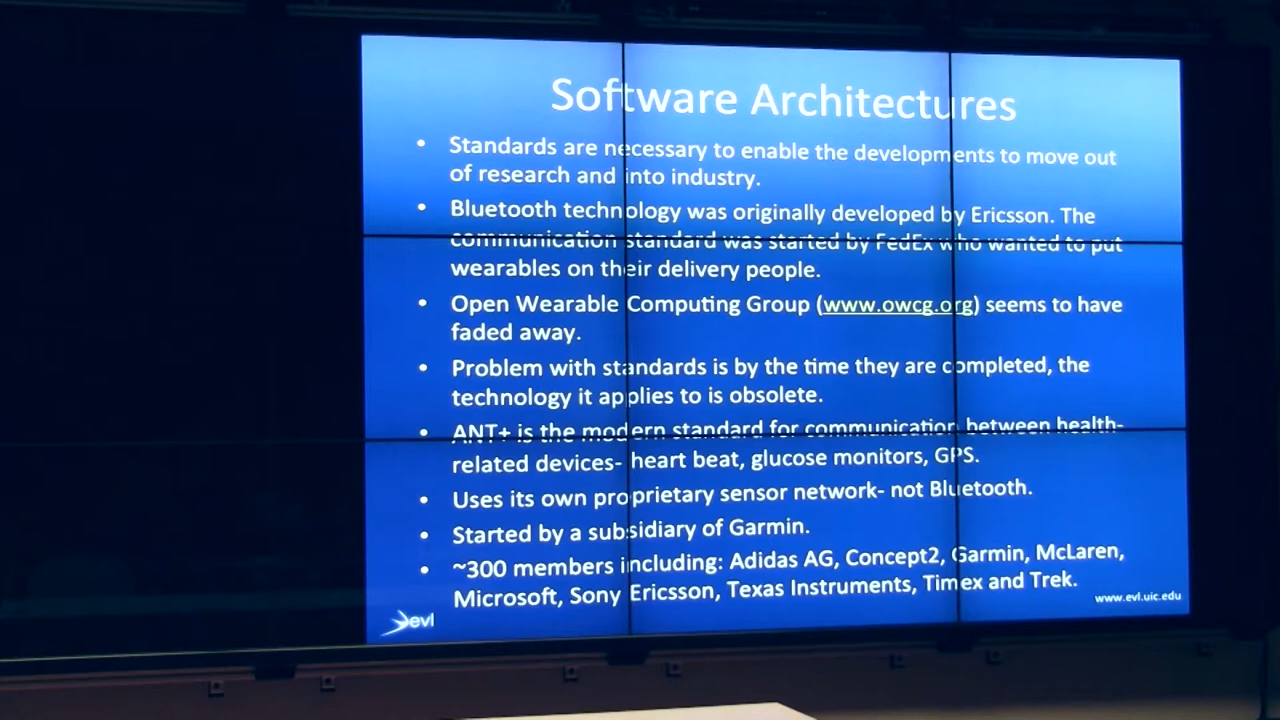 Software Architectures
• Standards are necessary to enable the developments to move out
of research and into industry.
• Bluetooth technology was originally developed by Ericsson. The
communication standard was started by FedEx who wanted to put
wearables on their delivery people.
• Open Wearable Computing Group (www.owcg.org) seems to have
faded away.
• Problem with standards is by the time they are completed, the
technology it applies to is obsolete.
• ANT+ is the modern standard for communication between health-
related devices- heart beat, glucose monitors, GPS.
• Uses its own proprietary sensor network- not Bluetooth.
• Started by a subsidiary of Garmin.
• ~300 members including: Adidas AG, Concept2, Garmin, McLaren,
Microsoft, Sony Ericsson, Texas Instruments, Timex and Trek.
www.evl.uic.edu
evl